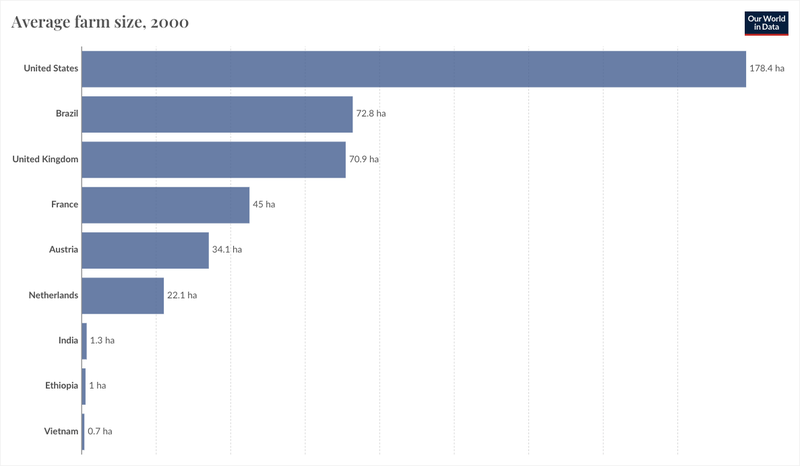 Average farm size, 2000
Our World
in Data
United States 178.4 ha
Brazil 72.8 ha
United Kingdom 70.9 ha
France 45 ha
Austria 34.1 ha
Netherlands 22.1 ha
India 1.3 ha
Ethiopia 1 ha
Vietnam 0.7 ha